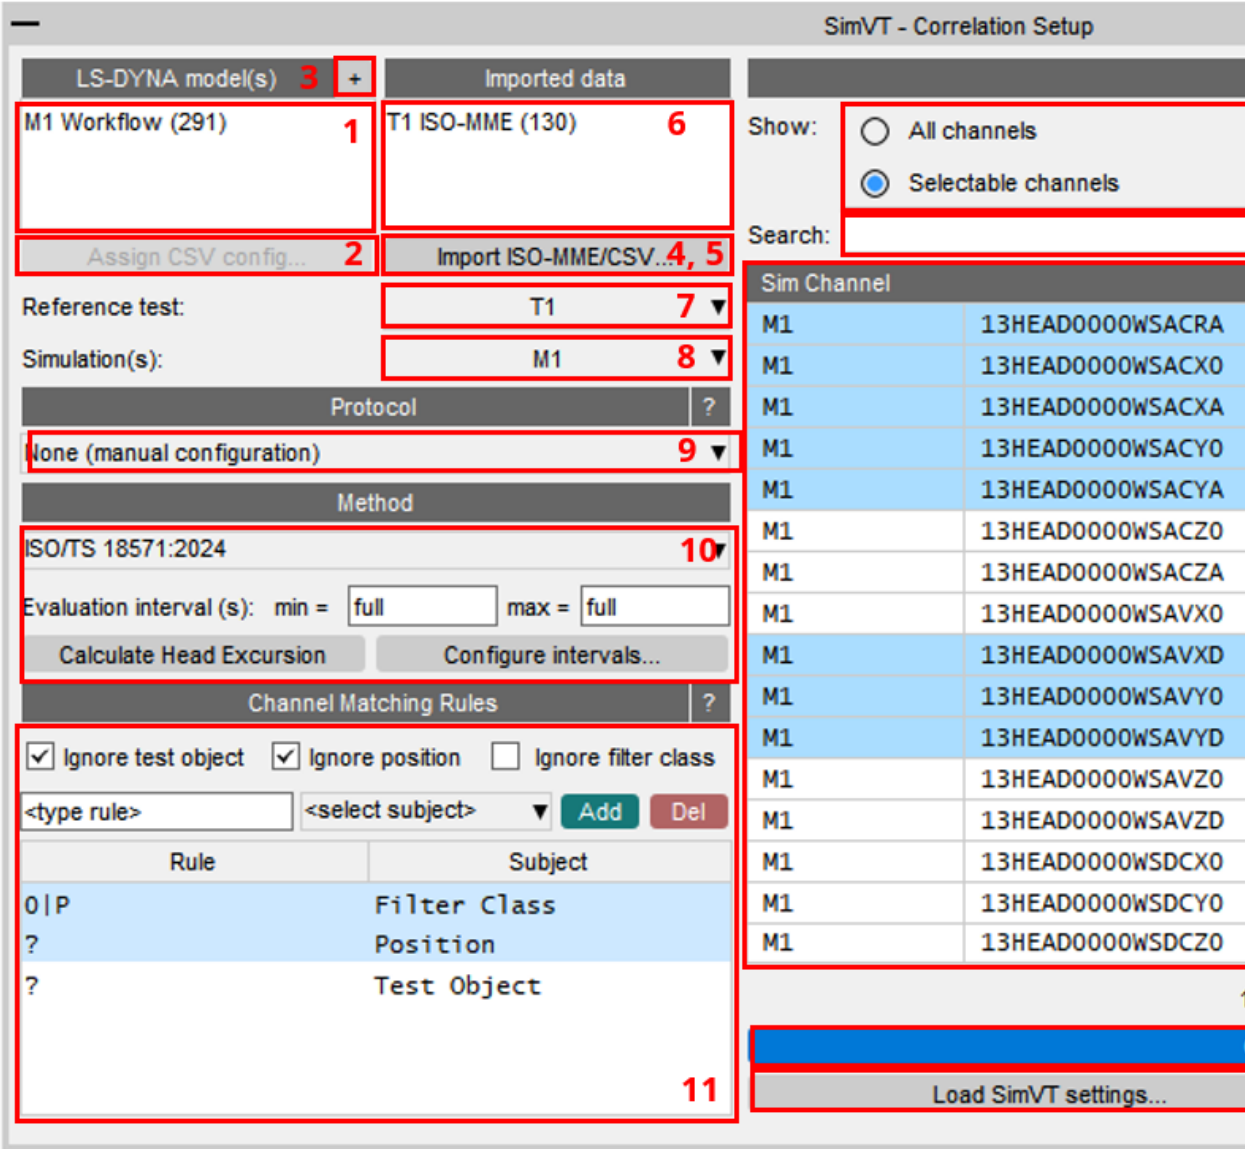 SimVT - Correlation Setup
LS-DYNA model(s) 3 +
Imported data
M1 Workflow (291) 1
T1 ISO-MME (130) 6
Assign CSV config... 2
Import ISO-MME/CSV... 4, 5
Reference test: T1 7 ▼
Simulation(s): M1 8 ▼
Protocol ?
None (manual configuration) 9 ▼
Method
ISO/TS 18571:2024 10
Evaluation interval (s): min = full max = full
Calculate Head Excursion Configure intervals...
Channel Matching Rules ?
Ignore test object Ignore position Ignore filter class
<type rule> <select subject> ▼ Add Del
Rule Subject
0|P Filter Class
? Position
? Test Object
11
Show: All channels
Selectable channels
Search:
Sim Channel
M1 13HEAD0000WSACRA
M1 13HEAD0000WSACX0
M1 13HEAD0000WSACXA
M1 13HEAD0000WSACY0
M1 13HEAD0000WSACYA
M1 13HEAD0000WSACZ0
M1 13HEAD0000WSACZA
M1 13HEAD0000WSAVX0
M1 13HEAD0000WSAVXD
M1 13HEAD0000WSAVY0
M1 13HEAD0000WSAVYD
M1 13HEAD0000WSAVZ0
M1 13HEAD0000WSAVZD
M1 13HEAD0000WSDCX0
M1 13HEAD0000WSDCY0
M1 13HEAD0000WSDCZ0
Load SimVT settings...